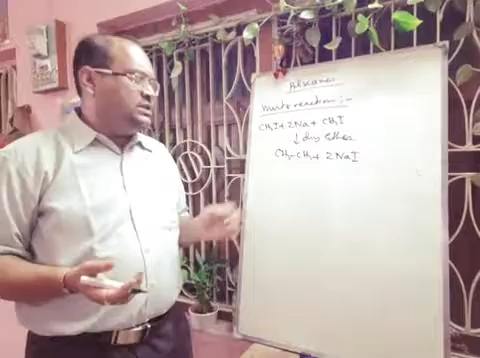 Alkanes
Wurtz reaction :-
CH₃I + 2Na + CH₃I
↓ dry ether
CH₃-CH₃ + 2NaI